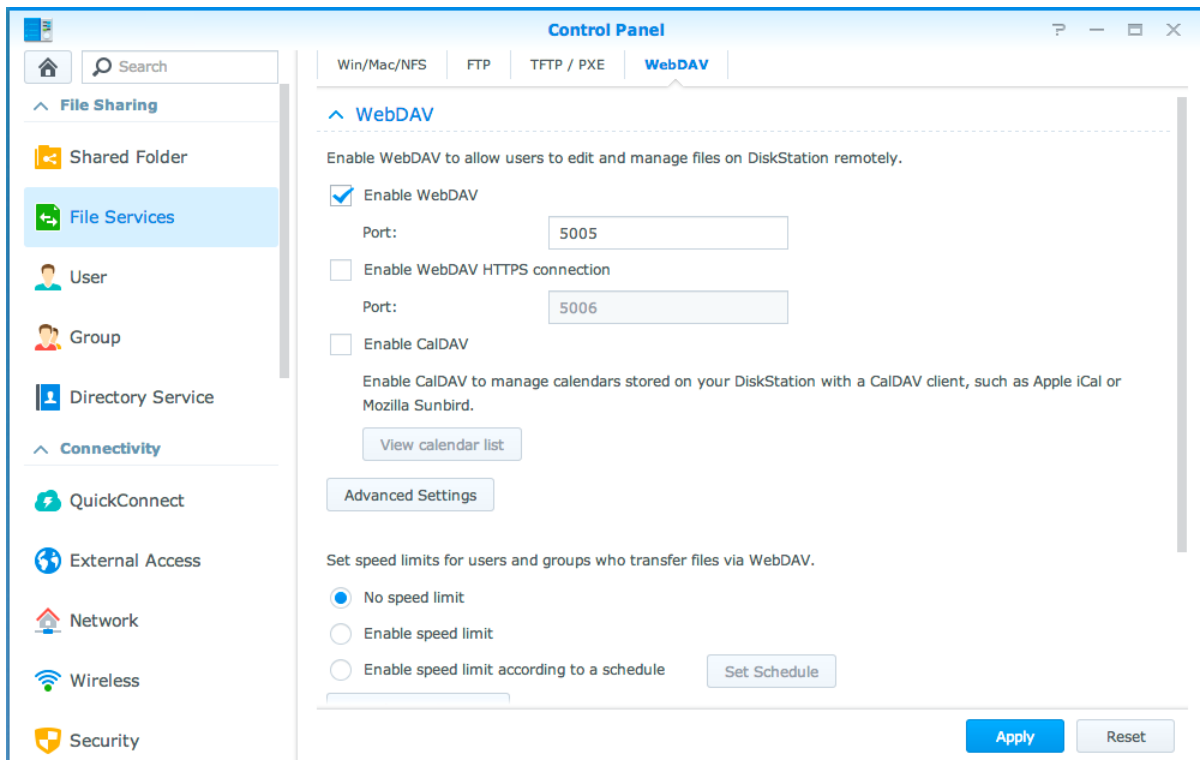 Control Panel
Search
File Sharing
Shared Folder
File Services
User
Group
Directory Service
Connectivity
QuickConnect
External Access
Network
Wireless
Security
Win/Mac/NFS
FTP
TFTP / PXE
WebDAV
WebDAV
Enable WebDAV to allow users to edit and manage files on DiskStation remotely.
Enable WebDAV
Port:
5005
Enable WebDAV HTTPS connection
Port:
5006
Enable CalDAV
Enable CalDAV to manage calendars stored on your DiskStation with a CalDAV client, such as Apple iCal or
Mozilla Sunbird.
View calendar list
Advanced Settings
Set speed limits for users and groups who transfer files via WebDAV.
No speed limit
Enable speed limit
Enable speed limit according to a schedule
Set Schedule
Apply
Reset